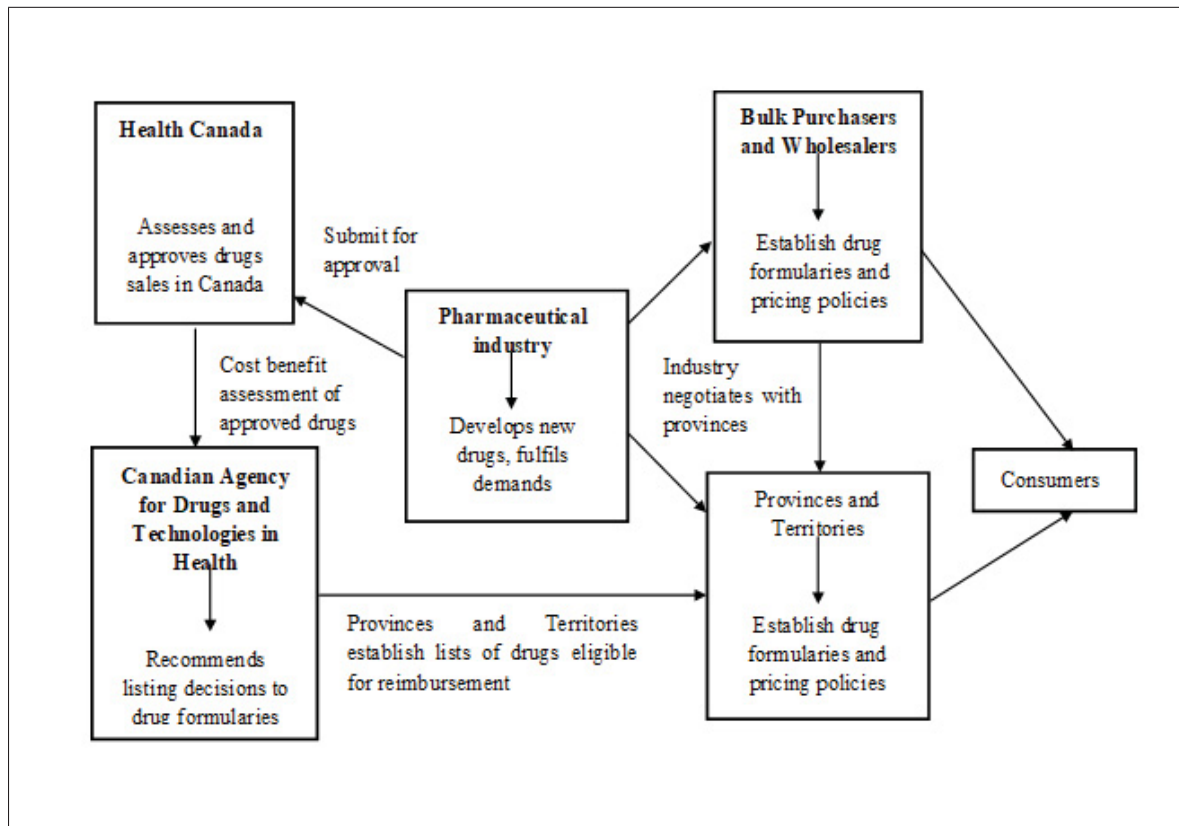 Health Canada
Assesses and
approves drugs
sales in Canada
Submit for
approval
Bulk Purchasers
and Wholesalers
Establish drug
formularies and
pricing policies
Pharmaceutical
industry
Develops new
drugs, fulfils
demands
Cost benefit
assessment of
approved drugs
Industry
negotiates with
provinces
Canadian Agency
for Drugs and
Technologies in
Health
Recommends
listing decisions to
drug formularies
Provinces and Territories
establish lists of drugs eligible
for reimbursement
Provinces and
Territories
Establish drug
formularies and
pricing policies
Consumers